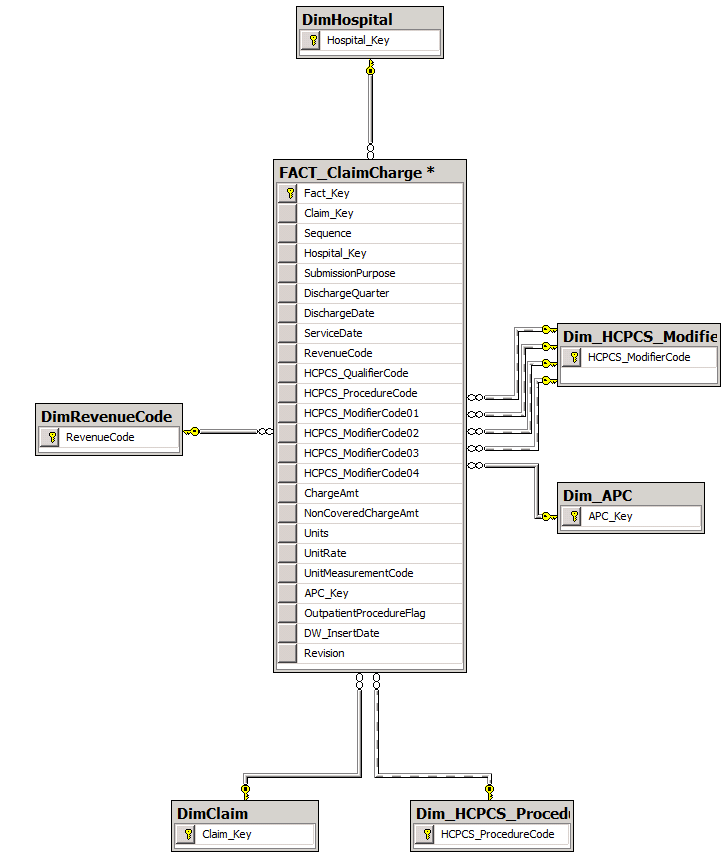 DimHospital
Hospital_Key
FACT_ClaimCharge *
Fact_Key
Claim_Key
Sequence
Hospital_Key
SubmissionPurpose
DischargeQuarter
DischargeDate
ServiceDate
RevenueCode
HCPCS_QualifierCode
HCPCS_ProcedureCode
HCPCS_ModifierCode01
HCPCS_ModifierCode02
HCPCS_ModifierCode03
HCPCS_ModifierCode04
ChargeAmt
NonCoveredChargeAmt
Units
UnitRate
UnitMeasurementCode
APC_Key
OutpatientProcedureFlag
DW_InsertDate
Revision
Dim_HCPCS_Modifie
HCPCS_ModifierCode
DimRevenueCode
RevenueCode
Dim_APC
APC_Key
DimClaim
Claim_Key
Dim_HCPCS_Proced
HCPCS_ProcedureCode